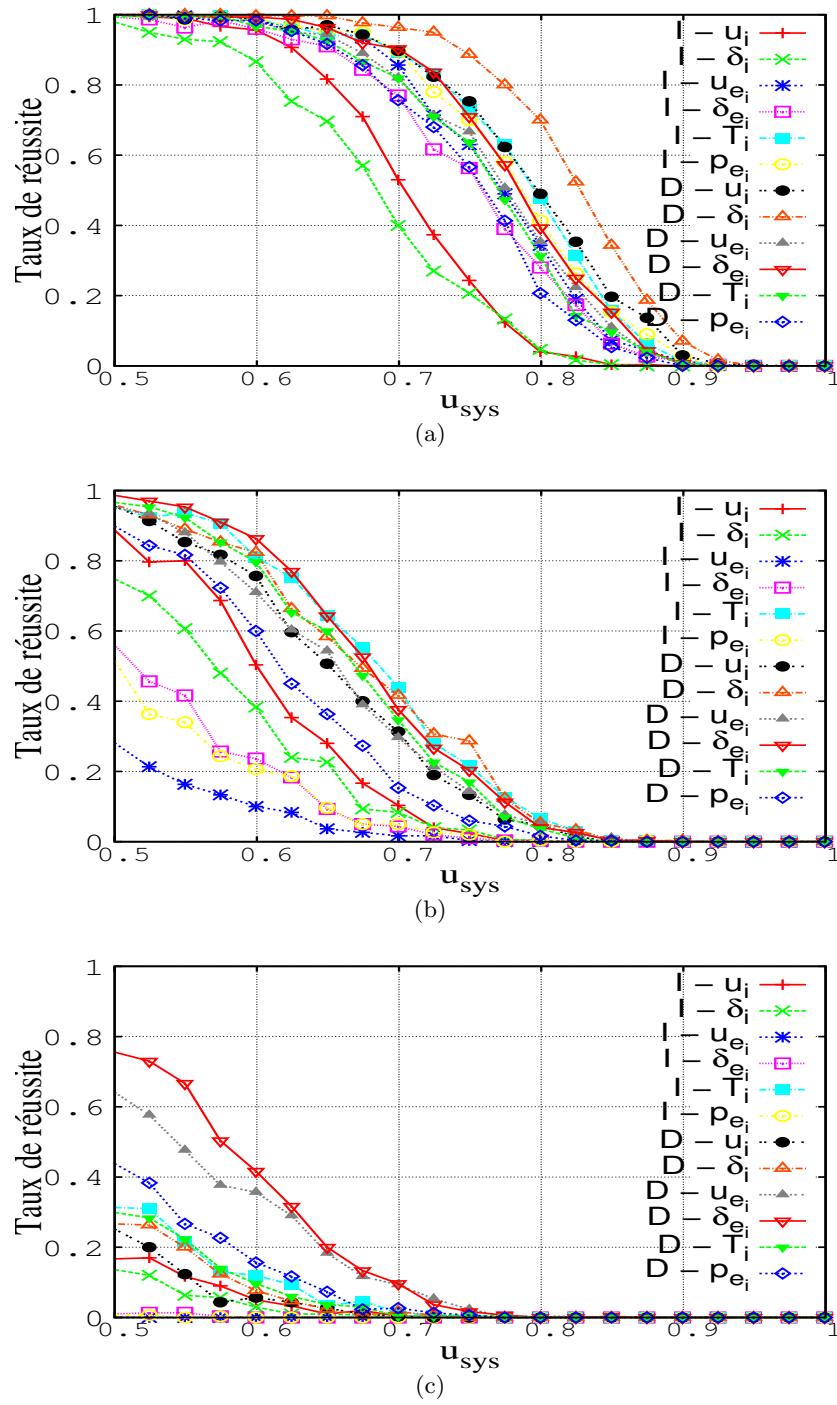 1
0.8
0.6
0.4
0.2
0
0.5
0.6
0.7
0.8
0.9
1
Taux de réussite
u_sys
I − u_i
I − δ_i
I − u_{e_i}
I − δ_{e_i}
I − T_i
I − p_{e_i}
D − u_i
D − δ_i
D − u_{e_i}
D − δ_{e_i}
D − T_i
D − p_{e_i}
(a)
1
0.8
0.6
0.4
0.2
0
0.5
0.6
0.7
0.8
0.9
1
Taux de réussite
u_sys
I − u_i
I − δ_i
I − u_{e_i}
I − δ_{e_i}
I − T_i
I − p_{e_i}
D − u_i
D − δ_i
D − u_{e_i}
D − δ_{e_i}
D − T_i
D − p_{e_i}
(b)
1
0.8
0.6
0.4
0.2
0
0.5
0.6
0.7
0.8
0.9
1
Taux de réussite
u_sys
I − u_i
I − δ_i
I − u_{e_i}
I − δ_{e_i}
I − T_i
I − p_{e_i}
D − u_i
D − δ_i
D − u_{e_i}
D − δ_{e_i}
D − T_i
D − p_{e_i}
(c)